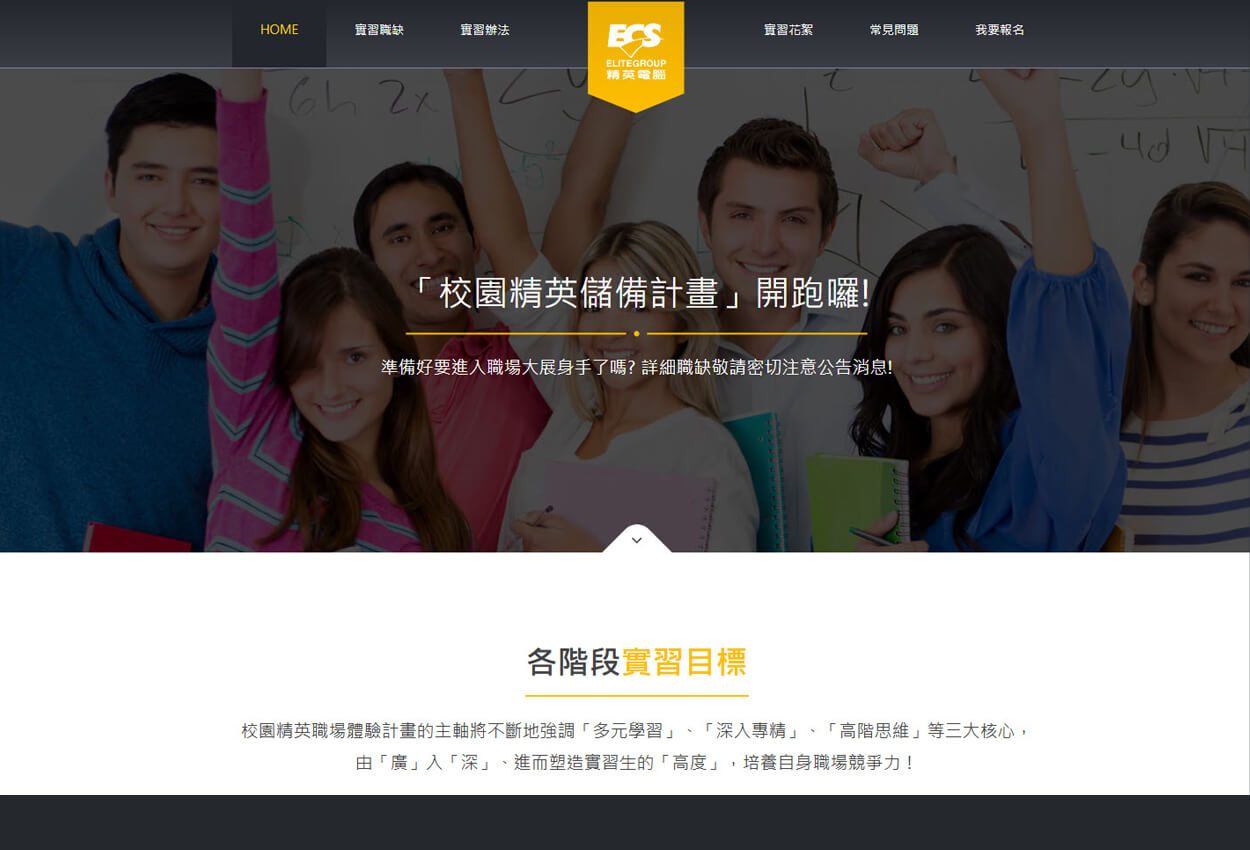 HOME 實習職缺 實習辦法 實習花絮 常見問題 我要報名
ECS
ELITEGROUP
精英電腦
6h 2x
「校園精英儲備計畫」開跑囉!
準備好要進入職場大展身手了嗎? 詳細職缺敬請密切注意公告消息!
各階段實習目標
校園精英職場體驗計畫的主軸將不斷地強調「多元學習」、「深入專精」、「高階思維」等三大核心，
由「廣」入「深」、進而塑造實習生的「高度」，培養自身職場競爭力！